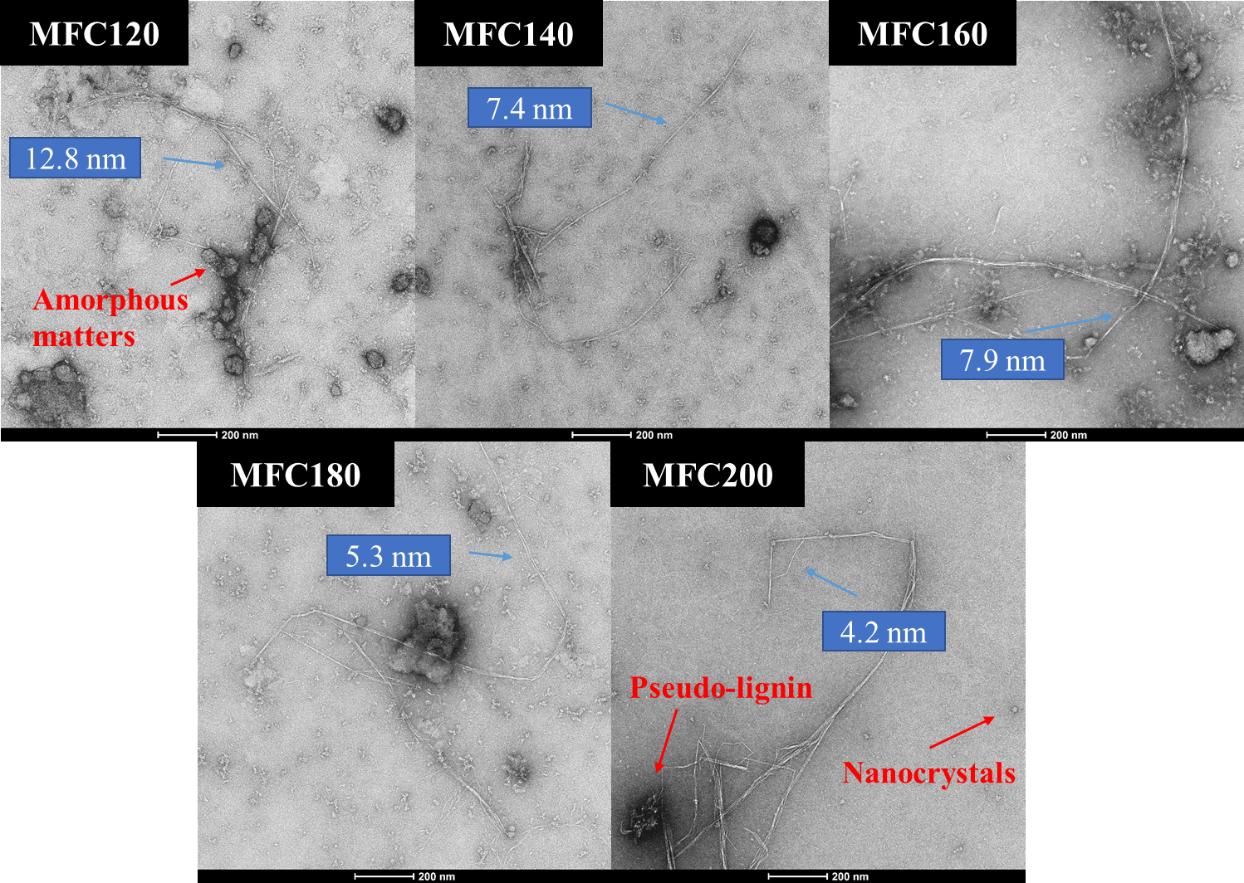 MFC120
MFC140
MFC160
12.8 nm
7.4 nm
7.9 nm
Amorphous
matters
200 nm
200 nm
200 nm
MFC180
MFC200
5.3 nm
4.2 nm
Pseudo-lignin
Nanocrystals
200 nm
200 nm